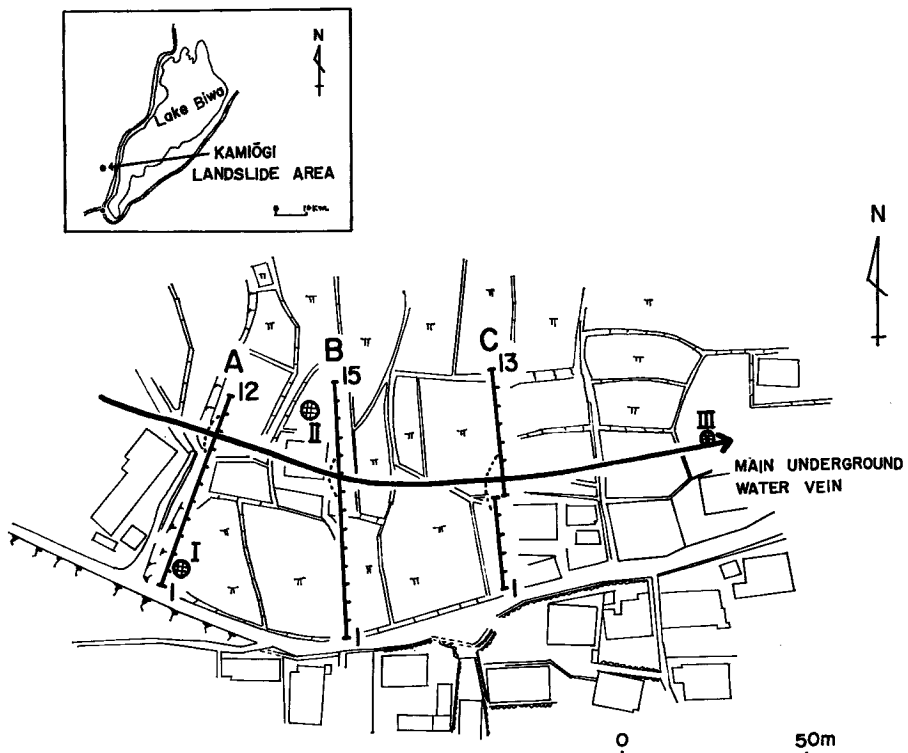 N
Lake Biwa
KAMIŌGI
LANDSLIDE AREA
10Km.
N
A
12
B
15
C
13
II
III
MAIN UNDERGROUND
WATER VEIN
I
1
1
1
0 50m